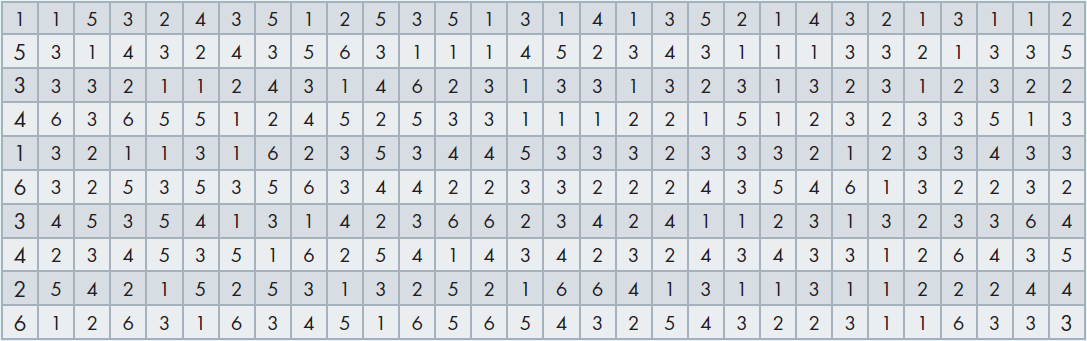 1 1 5 3 2 4 3 5 1 2 5 3 5 1 3 1 4 1 3 5 2 1 4 3 2 1 3 1 1 2
5 3 1 4 3 2 4 3 5 6 3 1 1 1 4 5 2 3 4 3 1 1 1 3 3 2 1 3 3 5
3 3 3 2 1 1 2 4 3 1 4 6 2 3 1 3 3 1 3 2 3 1 3 2 3 1 2 3 2 2
4 6 3 6 5 5 1 2 4 5 2 5 3 3 1 1 1 2 2 1 5 1 2 3 2 3 3 5 1 3
1 3 2 1 1 3 1 6 2 3 5 3 4 4 5 3 3 3 2 3 3 3 2 1 2 3 3 4 3 3
6 3 2 5 3 5 3 5 6 3 4 4 2 2 3 3 2 2 2 4 3 5 4 6 1 3 2 2 3 2
3 4 5 3 5 4 1 3 1 4 2 3 6 6 2 3 4 2 4 1 1 2 3 1 3 2 3 3 6 4
4 2 3 4 5 3 5 1 6 2 5 4 1 4 3 4 2 3 2 4 3 4 3 3 1 2 6 4 3 5
2 5 4 2 1 5 2 5 3 1 3 2 5 2 1 6 6 4 1 3 1 1 3 1 1 2 2 2 4 4
6 1 2 6 3 1 6 3 4 5 1 6 5 6 5 4 3 2 5 4 3 2 2 3 1 1 6 3 3 3